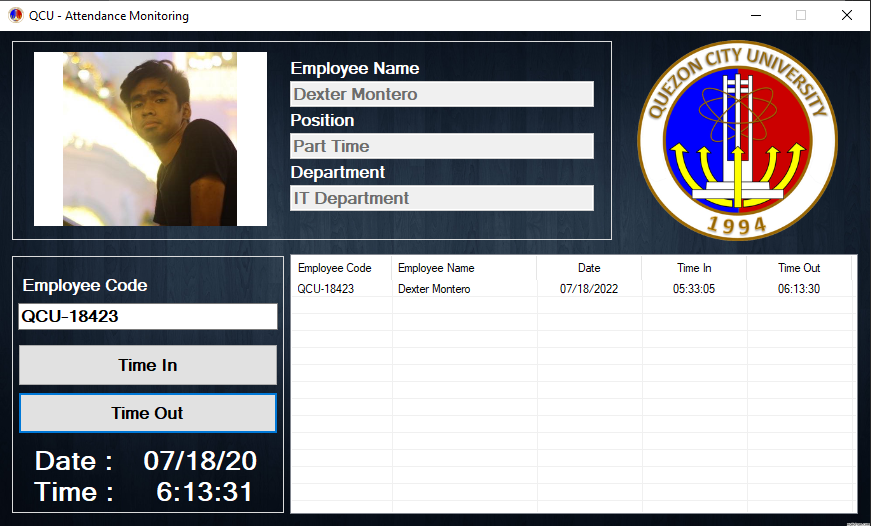 QCU - Attendance Monitoring
Employee Name
Dexter Montero
Position
Part Time
Department
IT Department
QUEZON CITY UNIVERSITY
1994
Employee Code
QCU-18423
Time In
Time Out
Date : 07/18/20
Time : 6:13:31
Employee Code Employee Name Date Time In Time Out
QCU-18423 Dexter Montero 07/18/2022 05:33:05 06:13:30